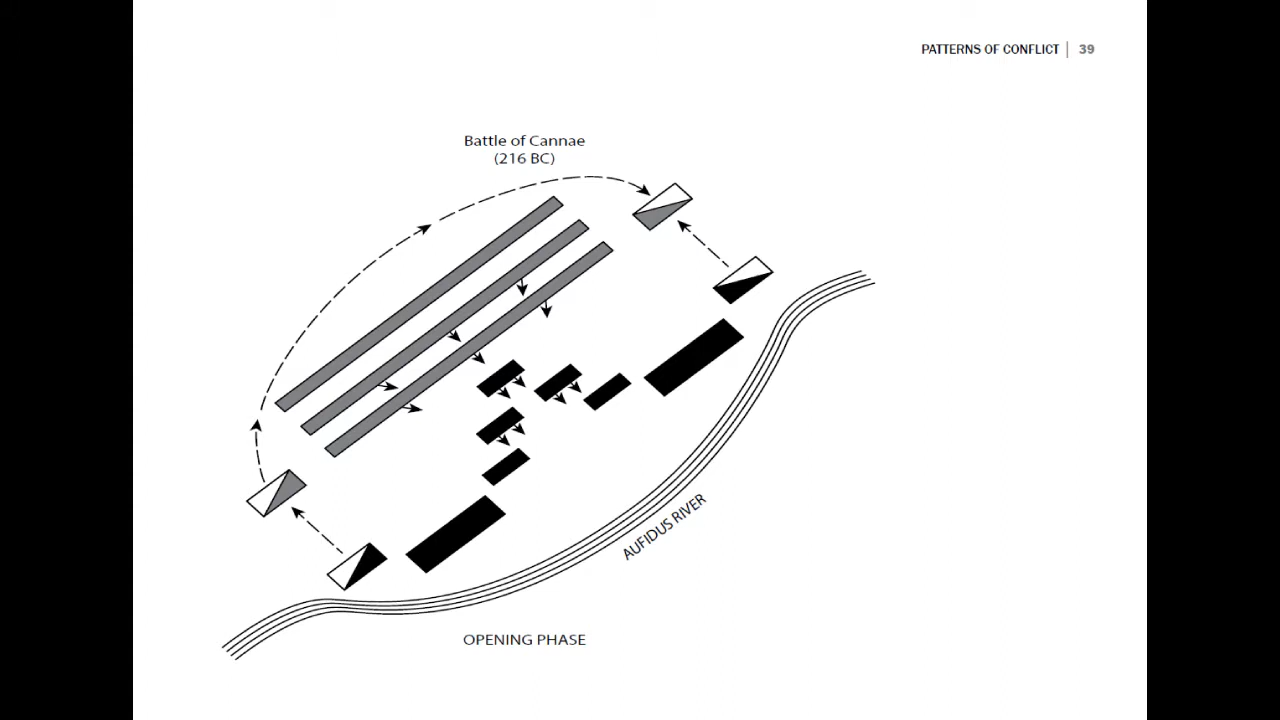 PATTERNS OF CONFLICT | 39
Battle of Cannae
(216 BC)
AUFIDUS RIVER
OPENING PHASE